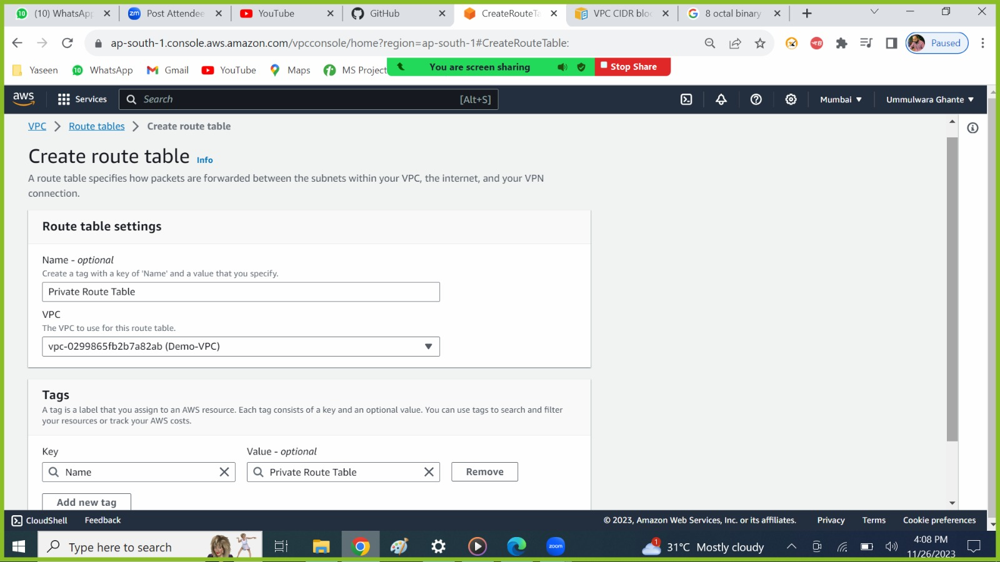 (10) WhatsApp
Post Attendee
YouTube
GitHub
CreateRouteTa
VPC CIDR bloc
8 octal binary
ap-south-1.console.aws.amazon.com/vpcconsole/home?region=ap-south-1#CreateRouteTable:
Paused
Yaseen
WhatsApp
Gmail
YouTube
Maps
MS Project
You are screen sharing
Stop Share
aws
Services
Search
[Alt+S]
Mumbai
Ummulwara Ghante
VPC > Route tables > Create route table
Create route table Info
A route table specifies how packets are forwarded between the subnets within your VPC, the internet, and your VPN
connection.
Route table settings
Name - optional
Create a tag with a key of 'Name' and a value that you specify.
Private Route Table
VPC
The VPC to use for this route table.
vpc-0299865fb2b7a82ab (Demo-VPC)
Tags
A tag is a label that you assign to an AWS resource. Each tag consists of a key and an optional value. You can use tags to search and filter
your resources or track your AWS costs.
Key
Value - optional
Name
Private Route Table
Remove
Add new tag
CloudShell
Feedback
© 2023, Amazon Web Services, Inc. or its affiliates.
Privacy
Terms
Cookie preferences
Type here to search
zoom
1
31°C Mostly cloudy
4:08 PM
11/26/2023